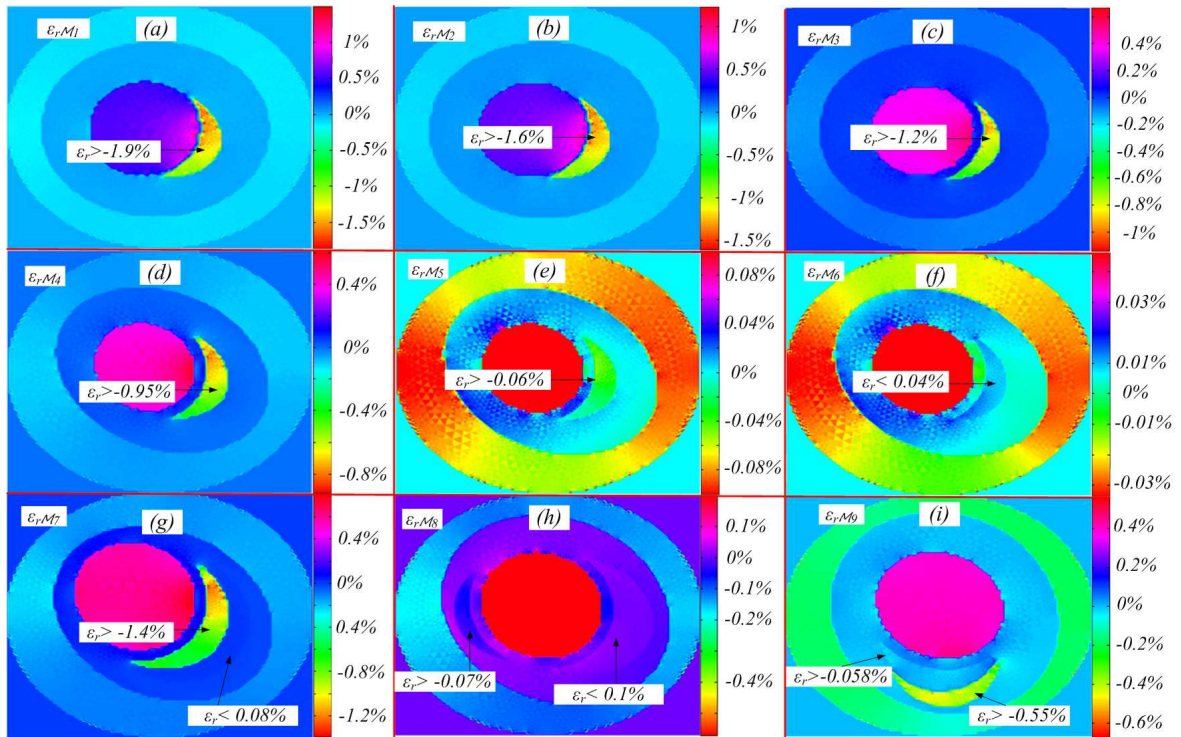 εrM1
(a)
εr>-1.9%
1%
0.5%
0%
-0.5%
-1%
-1.5%
εrM2
(b)
εr>-1.6%
1%
0.5%
0%
-0.5%
-1%
-1.5%
εrM3
(c)
εr>-1.2%
0.4%
0.2%
0%
-0.2%
-0.4%
-0.6%
-0.8%
-1%
εrM4
(d)
εr>-0.95%
0.4%
0%
-0.4%
-0.8%
εrM5
(e)
εr> -0.06%
0.08%
0.04%
0%
-0.04%
-0.08%
εrM6
(f)
εr< 0.04%
0.03%
0.01%
0%
-0.01%
-0.03%
εrM7
(g)
εr> -1.4%
εr< 0.08%
0.4%
0%
0.4%
-0.8%
-1.2%
εrM8
(h)
εr> -0.07%
εr< 0.1%
0.1%
0%
-0.1%
-0.2%
-0.4%
εrM9
(i)
εr>-0.058%
εr> -0.55%
0.4%
0.2%
0%
-0.2%
-0.4%
-0.6%